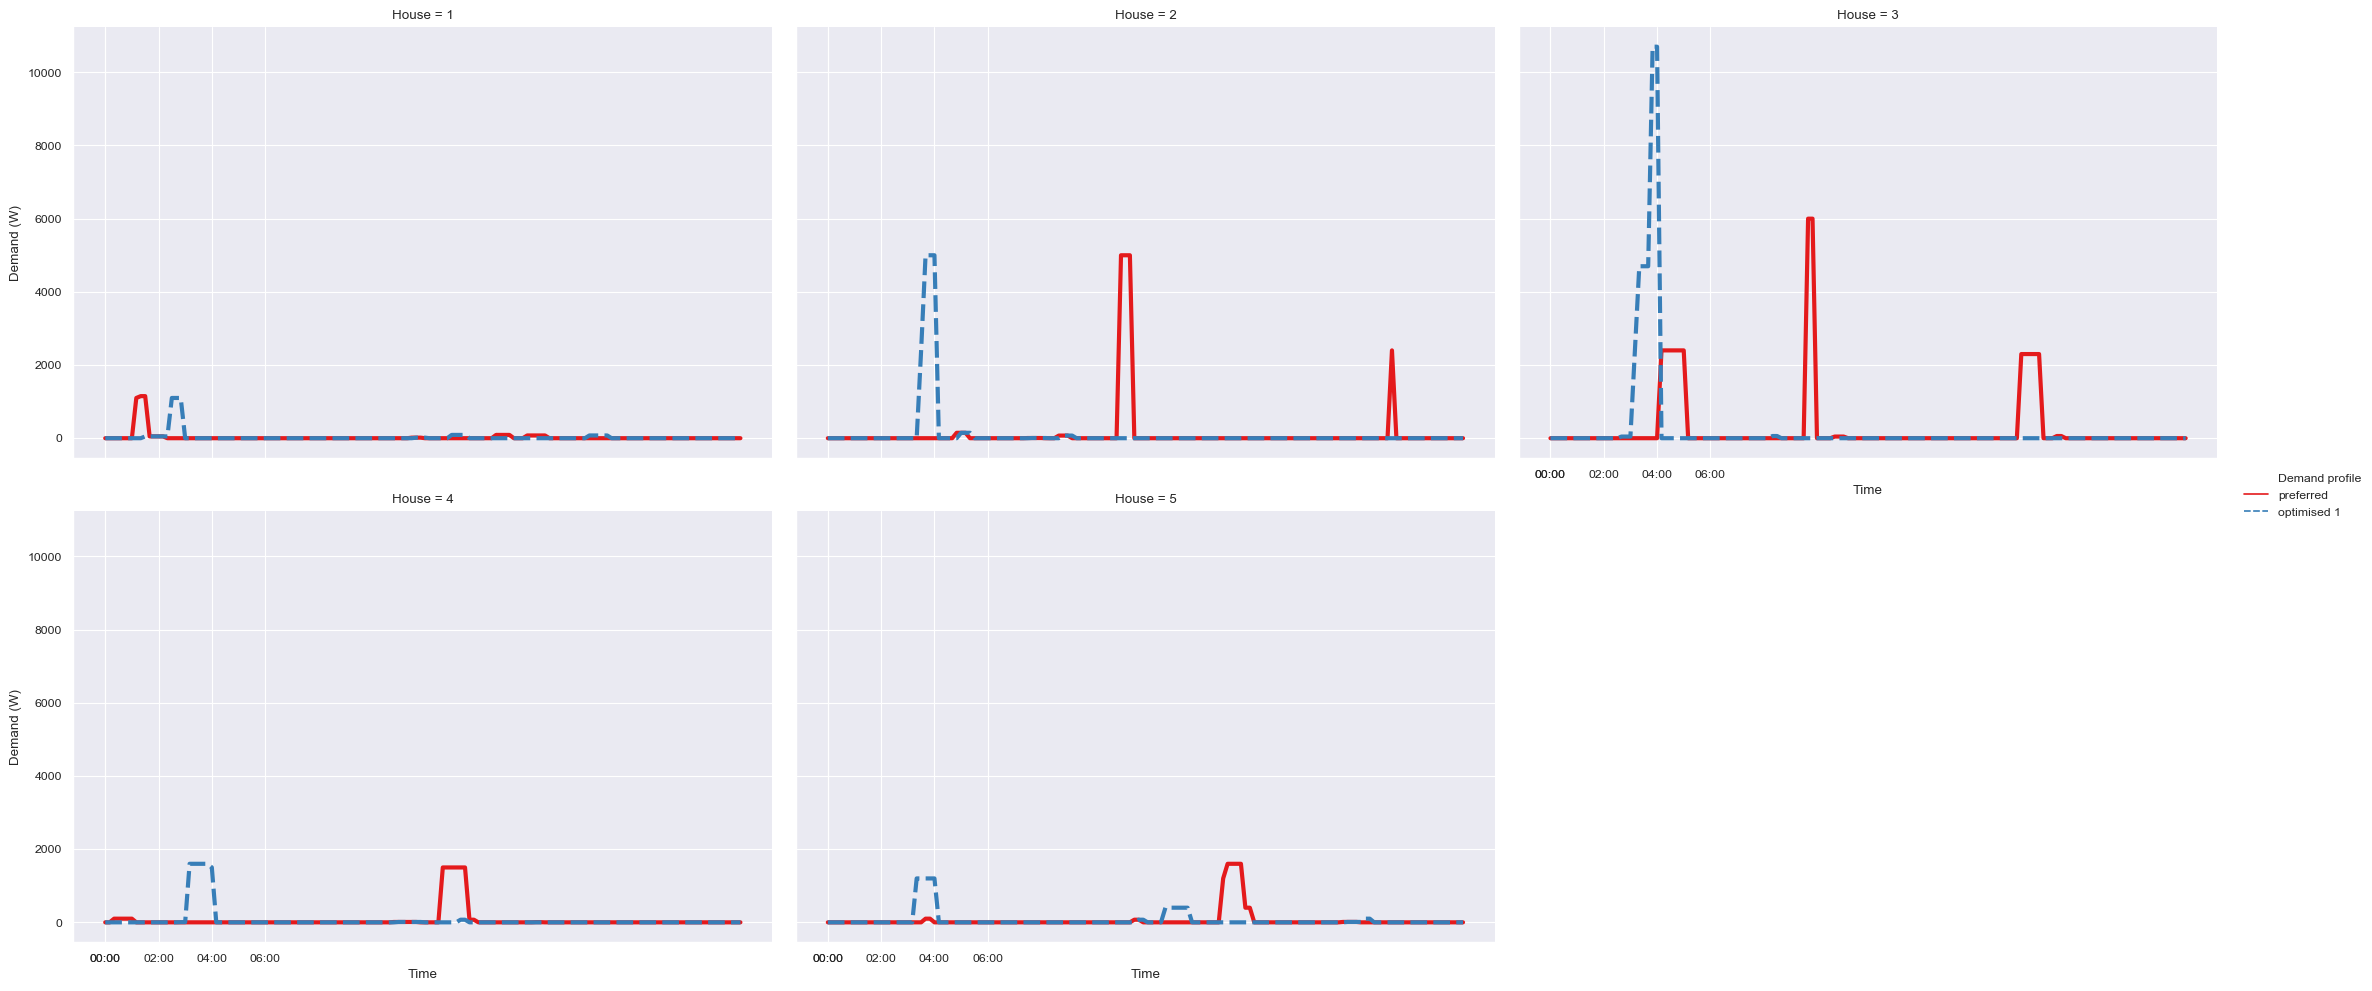 House = 1
House = 2
House = 3
10000
8000
6000
4000
2000
0
Demand (W)
00:00 02:00 04:00 06:00
Time
Demand profile
preferred
optimised 1
House = 4
House = 5
10000
8000
6000
4000
2000
0
Demand (W)
00:00 02:00 04:00 06:00
Time
00:00 02:00 04:00 06:00
Time